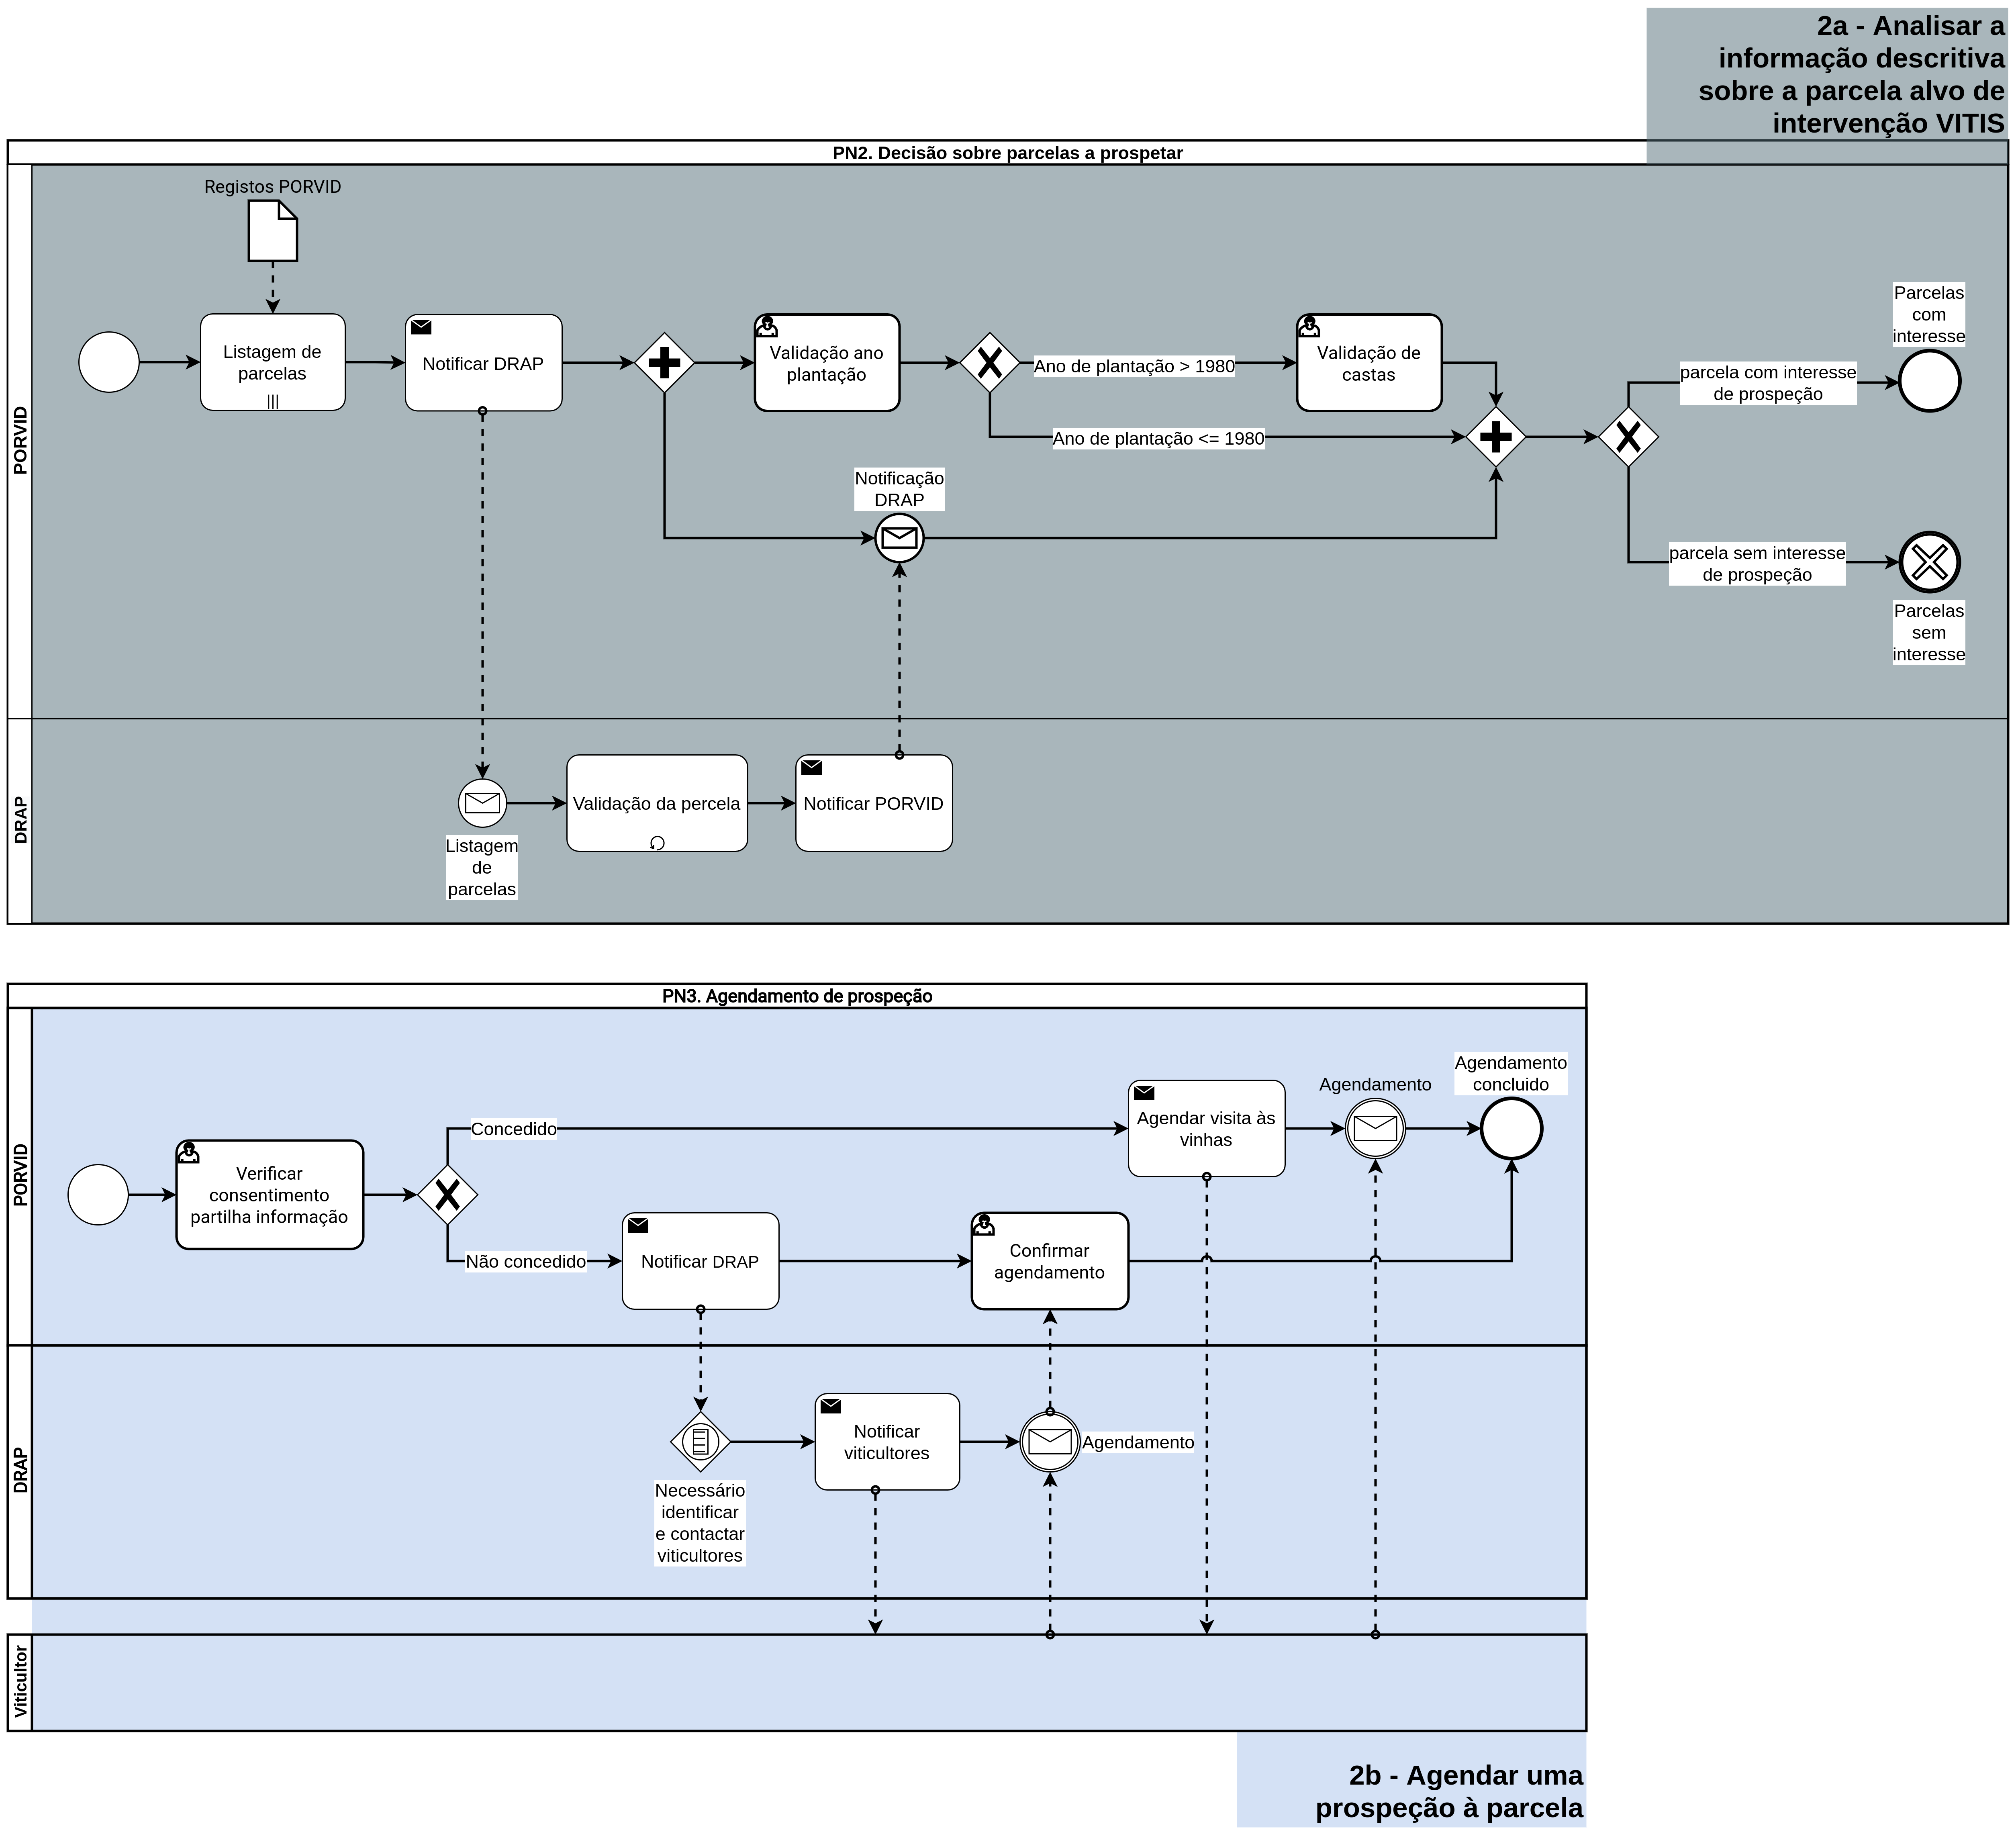 2a - Analisar a
informação descritiva
sobre a parcela alvo de
intervenção VITIS
PN2. Decisão sobre parcelas a prospetar
PORVID
Registos PORVID
Listagem de
parcelas
Notificar DRAP
Validação ano
plantação
Ano de plantação > 1980
Ano de plantação <= 1980
Validação de
castas
Notificação
DRAP
parcela com interesse
de prospeção
Parcelas
com
interesse
parcela sem interesse
de prospeção
Parcelas
sem
interesse
DRAP
Listagem
de
parcelas
Validação da parcela
Notificar PORVID
PN3. Agendamento de prospeção
PORVID
Verificar
consentimento
partilha informação
Concedido
Não concedido
Notificar DRAP
Confirmar
agendamento
Agendar visita às
vinhas
Agendamento
Agendamento
concluido
DRAP
Necessário
identificar
e contactar
viticultores
Notificar
viticultores
Agendamento
Viticultor
2b - Agendar uma
prospeção à parcela